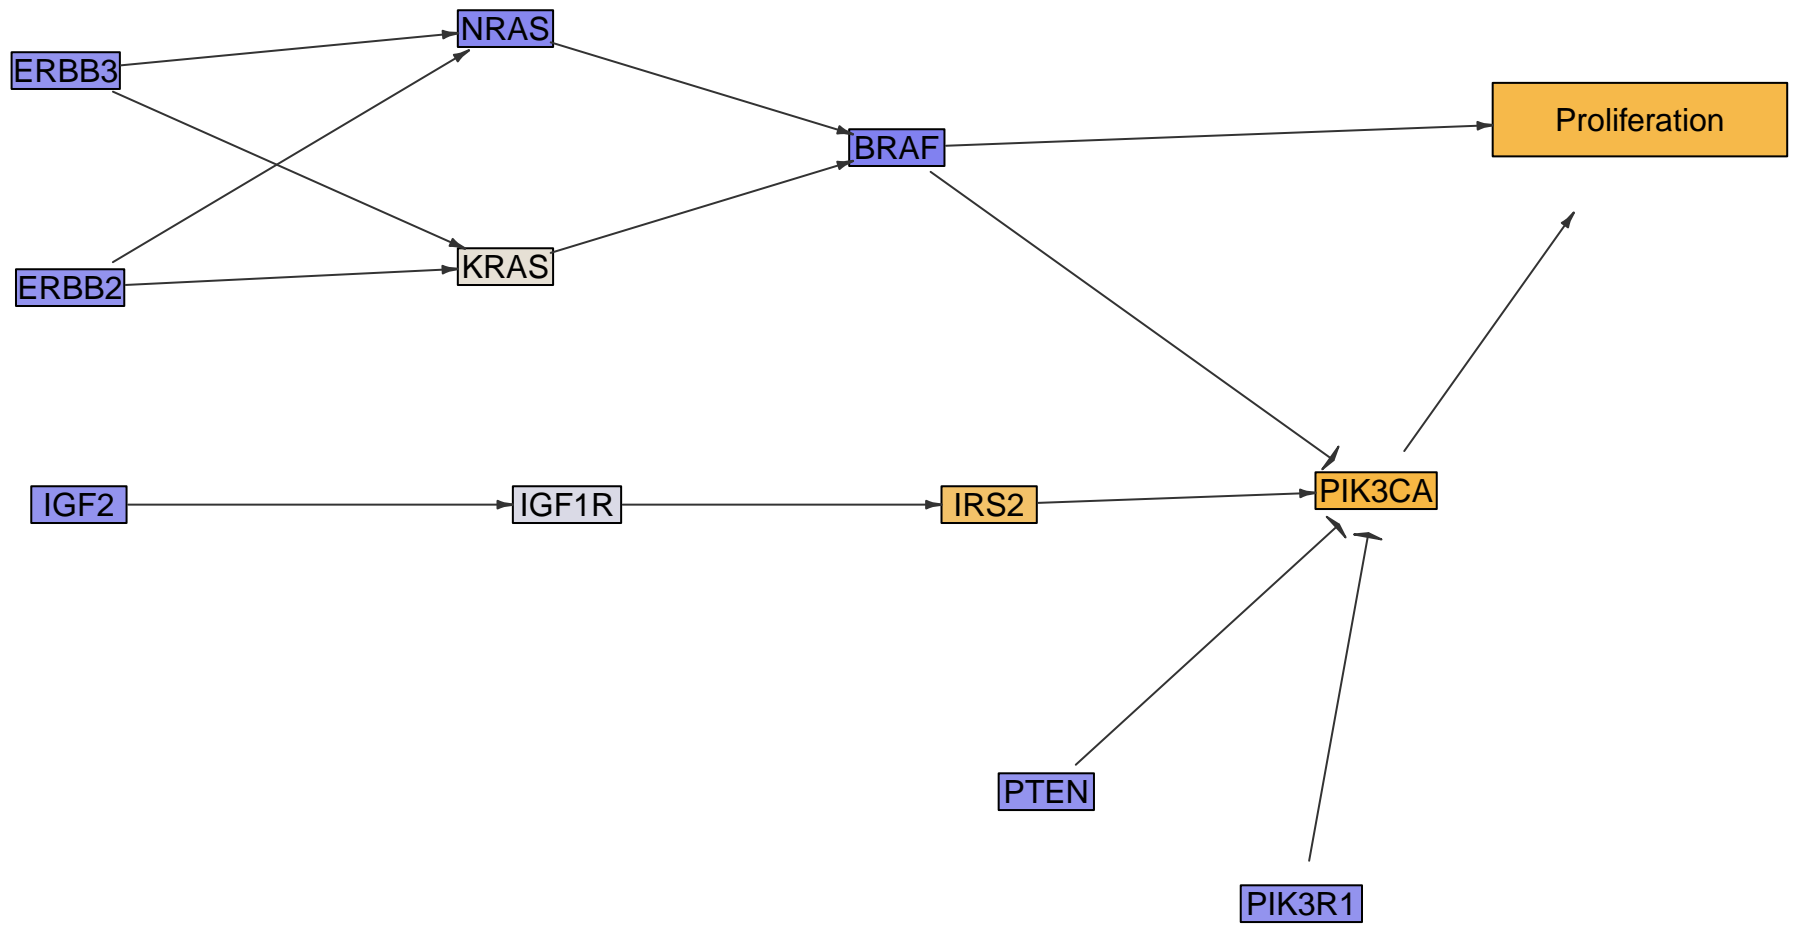 NRAS
ERBB3
Proliferation
BRAF
KRAS
ERBB2
PIK3CA
IGF2
IGF1R
IRS2
PTEN
PIK3R1